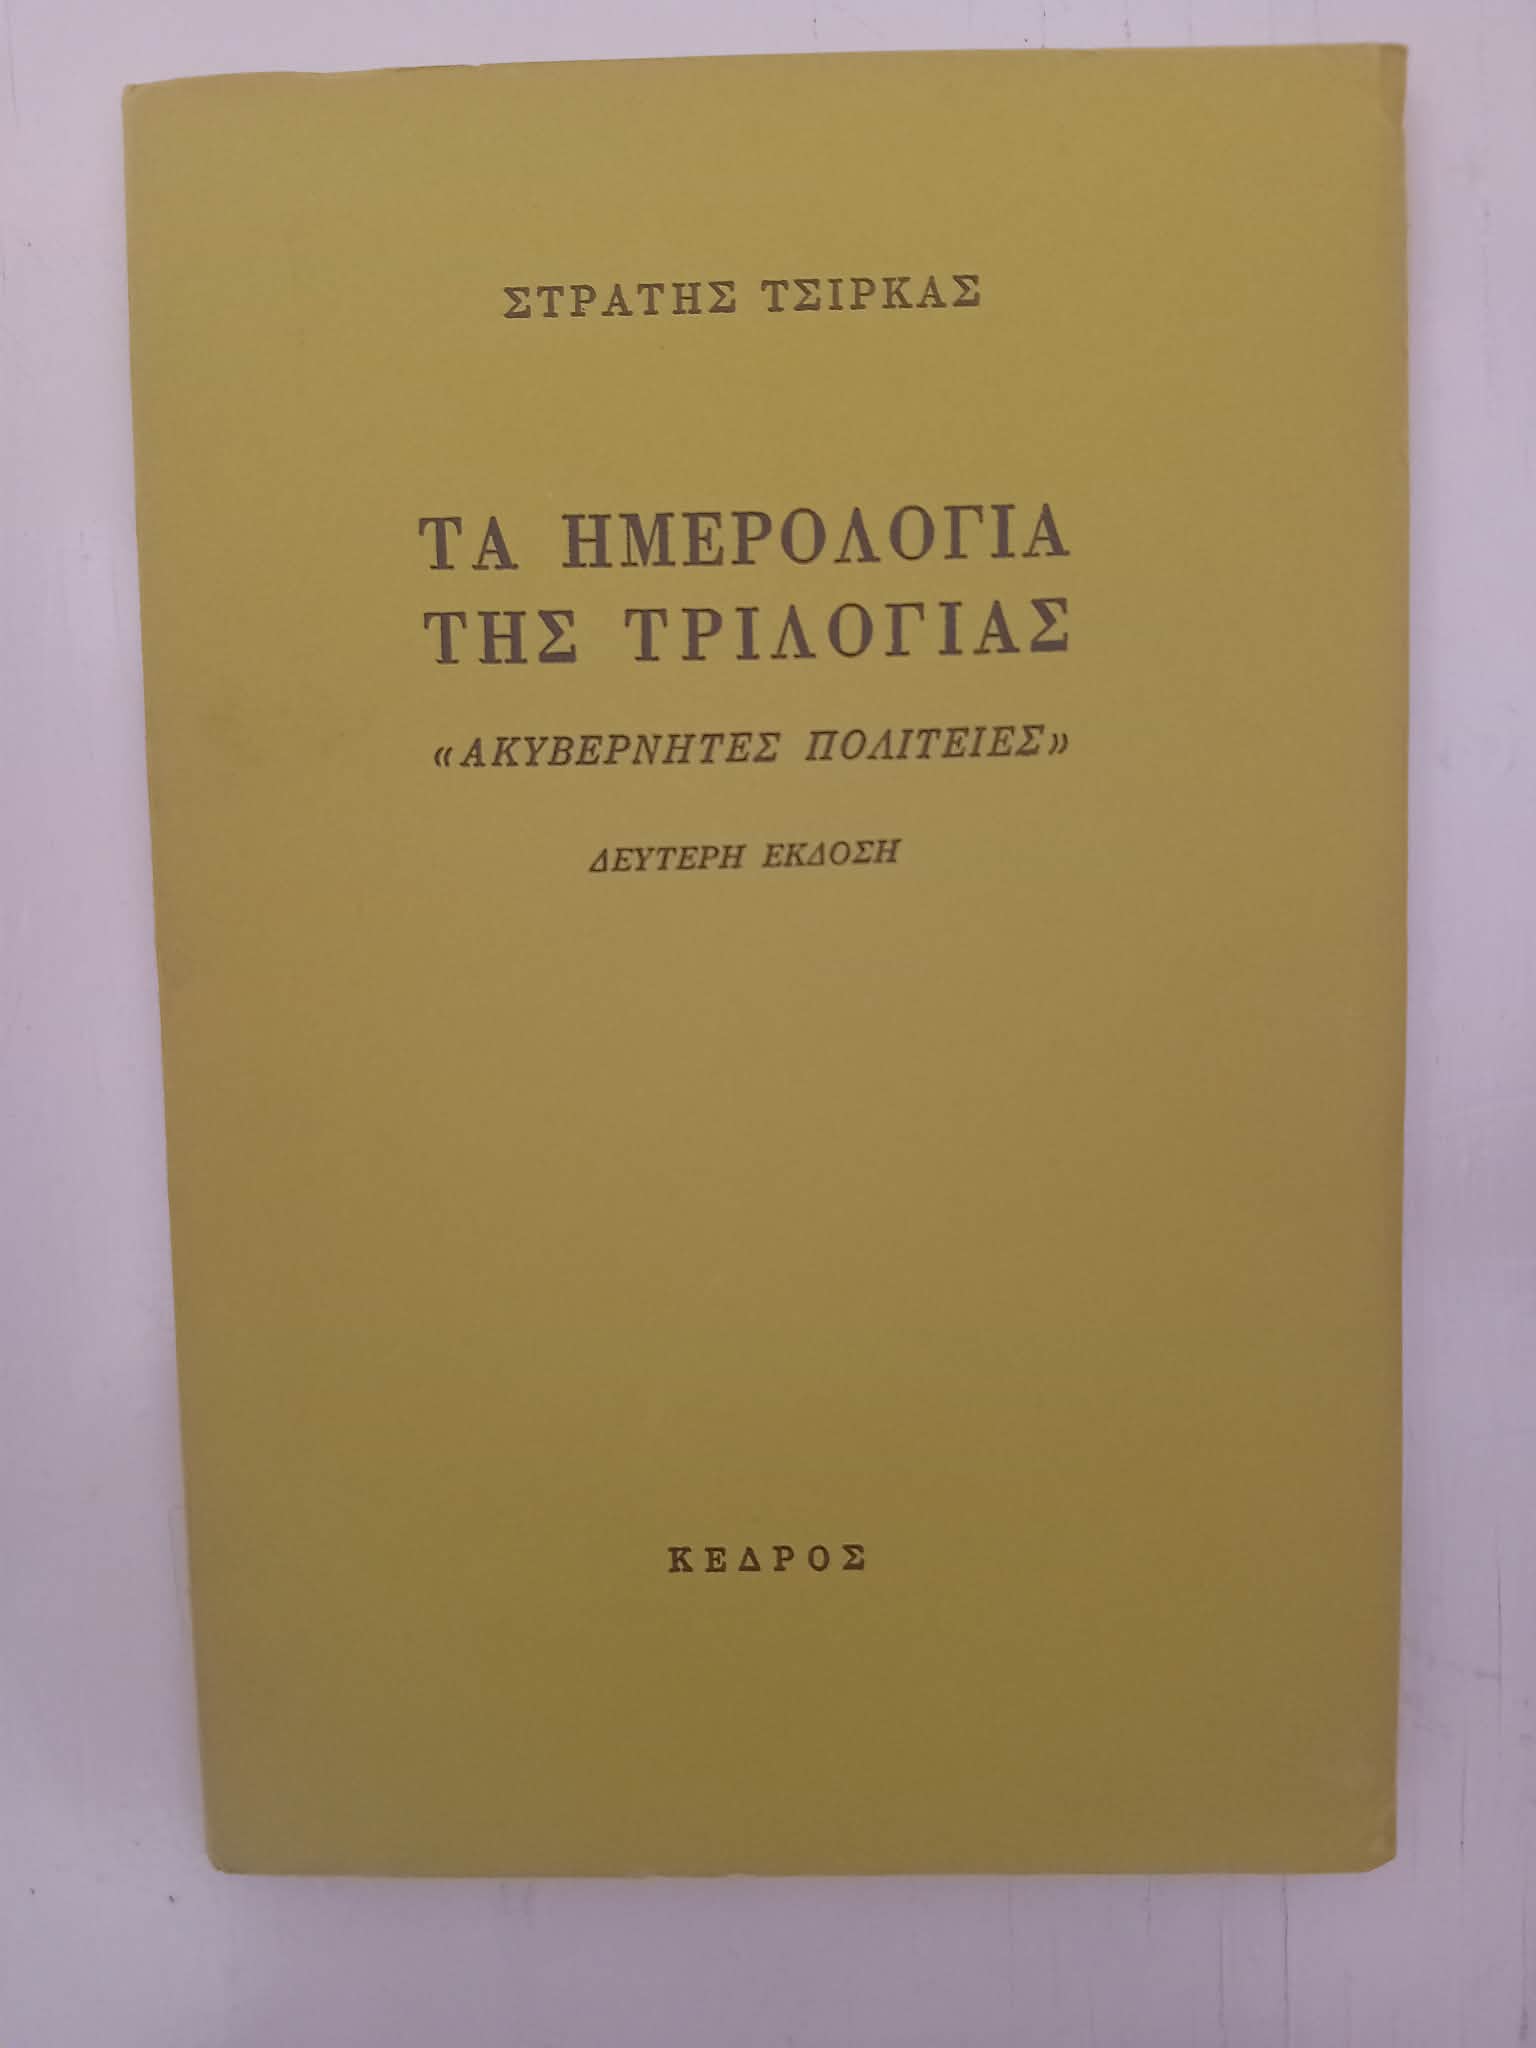 ΣΤΡΑΤΗΣ ΤΣΙΡΚΑΣ
ΤΑ ΗΜΕΡΟΛΟΓΙΑ
ΤΗΣ ΤΡΙΛΟΓΙΑΣ
«ΑΚΥΒΕΡΝΗΤΕΣ ΠΟΛΙΤΕΙΕΣ»
ΔΕΥΤΕΡΗ ΕΚΔΟΣΗ
ΚΕΔΡΟΣ